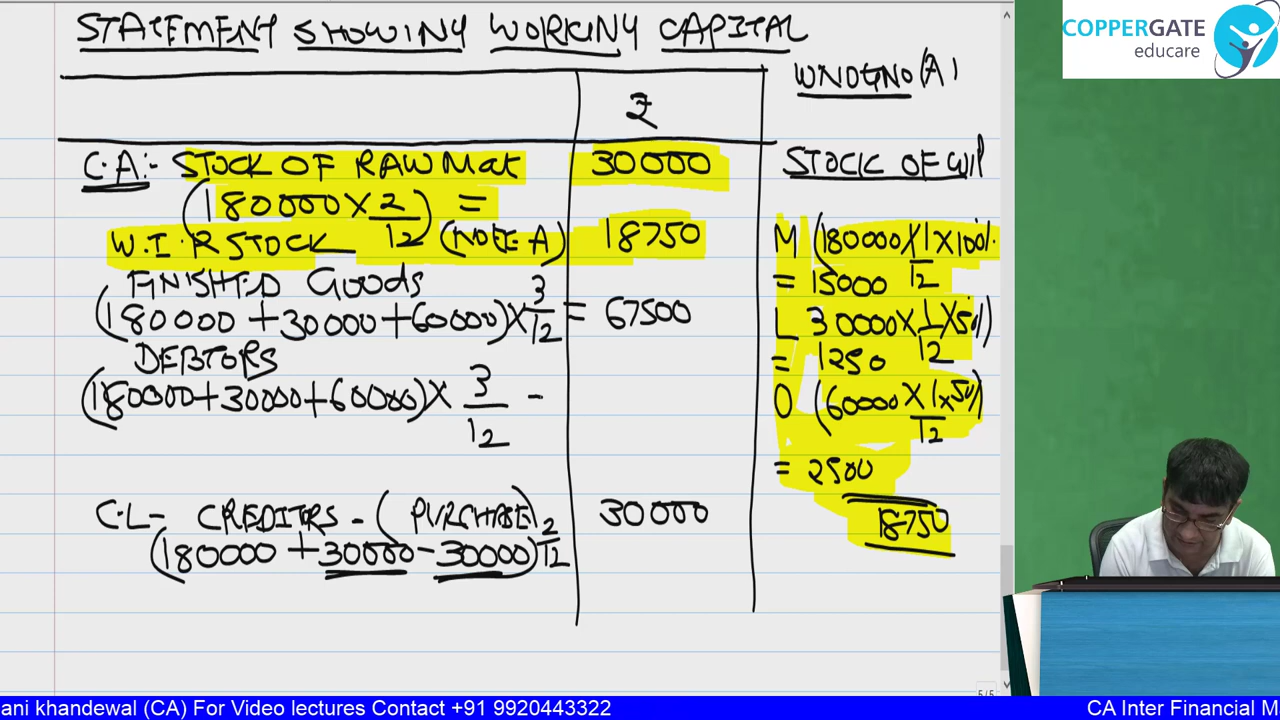 STATEMENT SHOWING WORKING CAPITAL
₹
C.A:- STOCK OF RAW Mat 30000
(180000 X 2/12) =
W.I.P STOCK (NOTE A) 18750
FINISHED GOODS
(180000 + 30000 + 60000) X 3/12 = 67500
DEBTORS
(180000 + 30000 + 60000) X 3/12 -
C.L - CREDITORS - (PURCHASE) 30000
(180000 + 30000 - 30000) 2/12
(A)
STOCK OF WIP
M (180000 X 1/12 X 100%
= 15000
L 30000 X 1/12 X 50%)
= 1250
O (60000 X 1/12 X 50%)
= 2500
18750
COPPERGATE
educare
5/5
ani khandewal (CA) For Video lectures Contact +91 9920443322
CA Inter Financial M